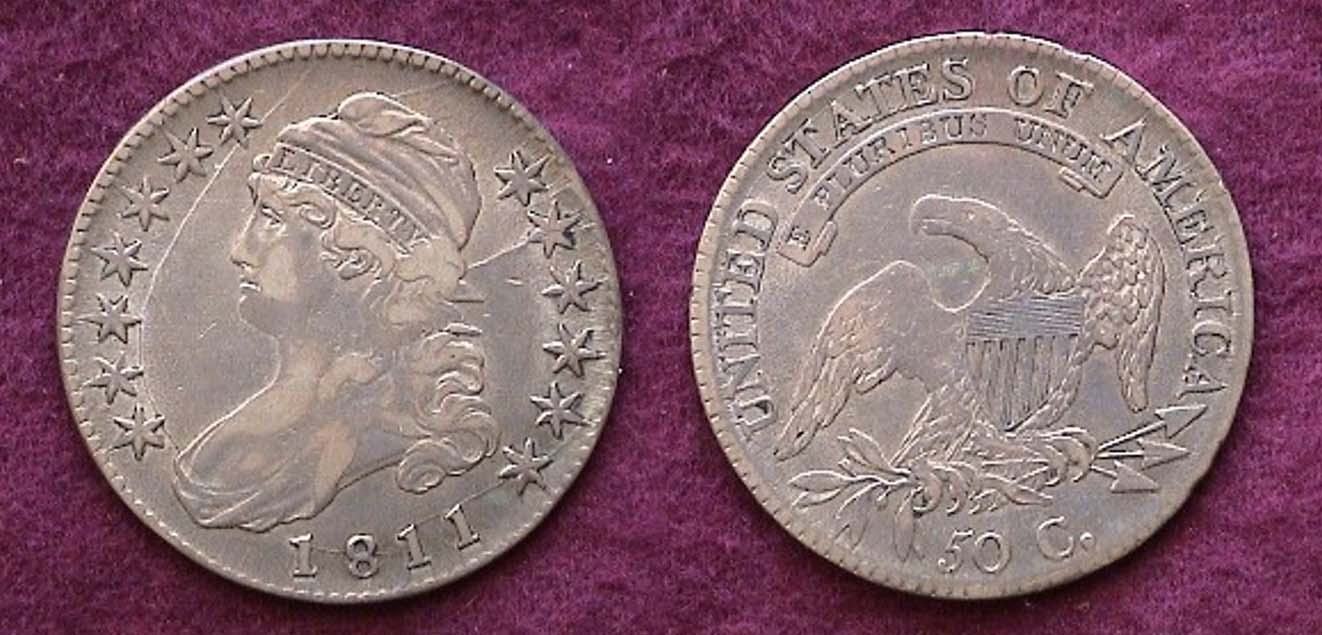 LIBERTY
1811
UNITED STATES OF AMERICA
E PLURIBUS UNUM
50 C.